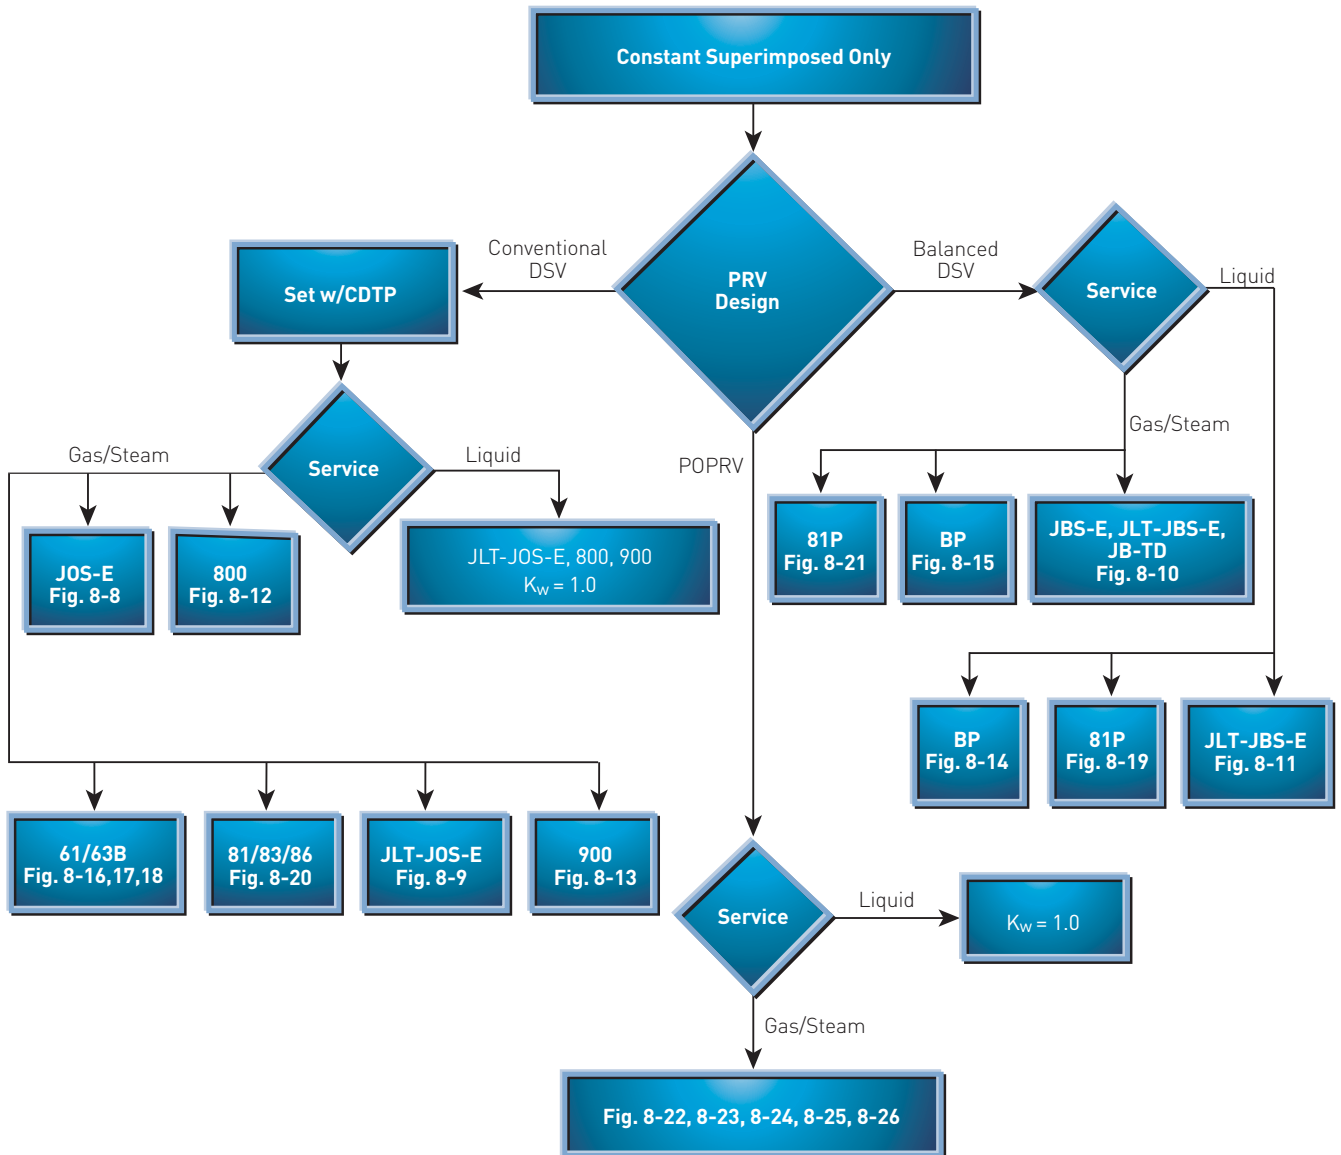 Constant Superimposed Only
Conventional
DSV
Balanced
DSV
PRV
Design
Service
Liquid
Set w/CDTP
Gas/Steam
Gas/Steam
Service
Liquid
POPRV
JOS-E
Fig. 8-8
800
Fig. 8-12
JLT-JOS-E, 800, 900
Kw = 1.0
81P
Fig. 8-21
BP
Fig. 8-15
JBS-E, JLT-JBS-E,
JB-TD
Fig. 8-10
BP
Fig. 8-14
81P
Fig. 8-19
JLT-JBS-E
Fig. 8-11
61/63B
Fig. 8-16,17,18
81/83/86
Fig. 8-20
JLT-JOS-E
Fig. 8-9
900
Fig. 8-13
Service
Liquid
Kw = 1.0
Gas/Steam
Fig. 8-22, 8-23, 8-24, 8-25, 8-26